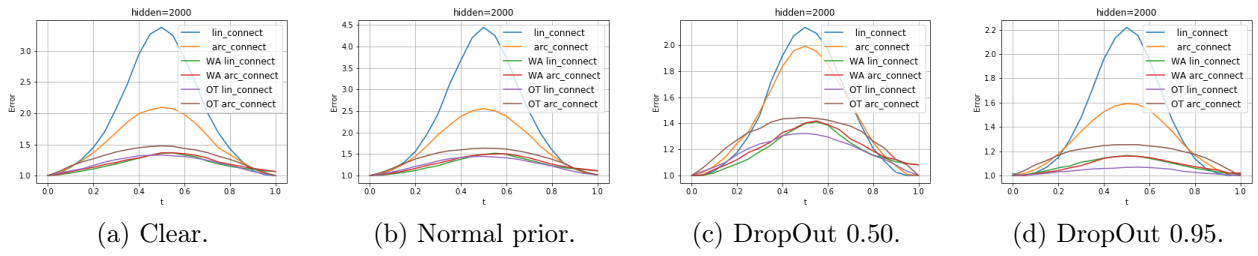 hidden=2000
Error
3.0
2.5
2.0
1.5
1.0
0.0 0.2 0.4 0.6 0.8 1.0
t
lin_connect
arc_connect
WA lin_connect
WA arc_connect
OT lin_connect
OT arc_connect
(a) Clear.
hidden=2000
Error
4.5
4.0
3.5
3.0
2.5
2.0
1.5
1.0
0.0 0.2 0.4 0.6 0.8 1.0
t
lin_connect
arc_connect
WA lin_connect
WA arc_connect
OT lin_connect
OT arc_connect
(b) Normal prior.
hidden=2000
Error
2.0
1.8
1.6
1.4
1.2
1.0
0.0 0.2 0.4 0.6 0.8 1.0
t
lin_connect
arc_connect
WA lin_connect
WA arc_connect
OT lin_connect
OT arc_connect
(c) DropOut 0.50.
hidden=2000
Error
2.2
2.0
1.8
1.6
1.4
1.2
1.0
0.0 0.2 0.4 0.6 0.8 1.0
t
lin_connect
arc_connect
WA lin_connect
WA arc_connect
OT lin_connect
OT arc_connect
(d) DropOut 0.95.